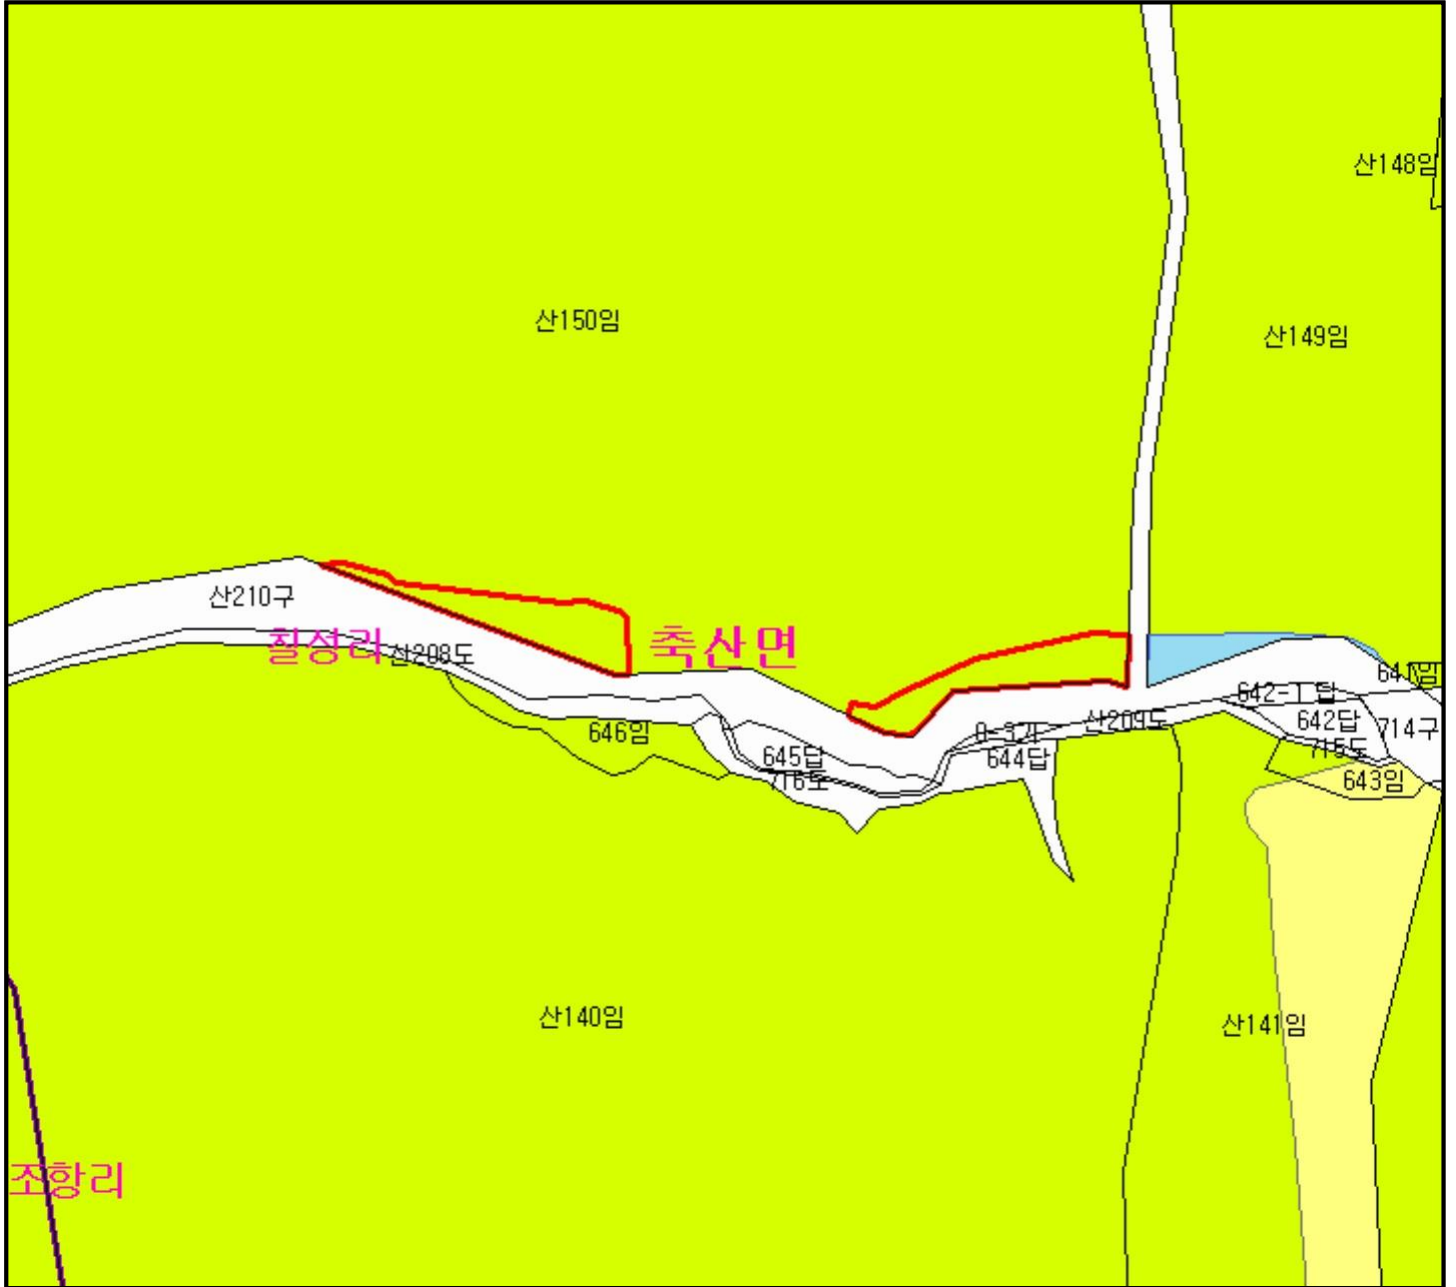 산148임
산150임
산149임
산210구
칠성리
산208도
축산면
641임
642-1 답
646임
산209도
642답
714구
645답
644답
715도
716도
643임
산140임
산141임
조항리